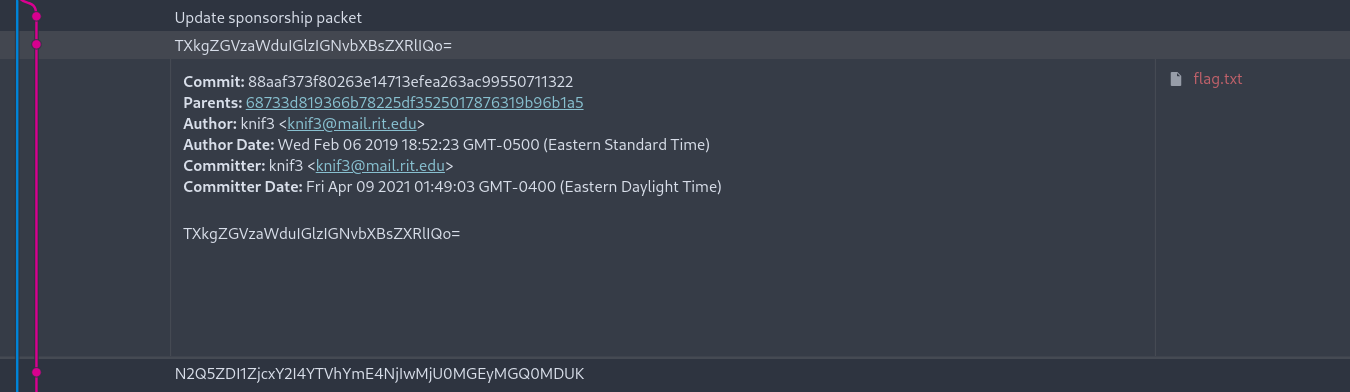 Update sponsorship packet
TXkgZGVzaWduIGlzIGNvbXBsZXRlIQo=
Commit: 88aaf373f80263e14713efea263ac99550711322
Parents: 68733d819366b78225df3525017876319b96b1a5
Author: knif3 <knif3@mail.rit.edu>
Author Date: Wed Feb 06 2019 18:52:23 GMT-0500 (Eastern Standard Time)
Committer: knif3 <knif3@mail.rit.edu>
Committer Date: Fri Apr 09 2021 01:49:03 GMT-0400 (Eastern Daylight Time)
flag.txt
TXkgZGVzaWduIGlzIGNvbXBsZXRlIQo=
N2Q5ZDI1ZjcxY2I4YTVhYmE4NjIwMjU0MGEyMGQ0MDUK